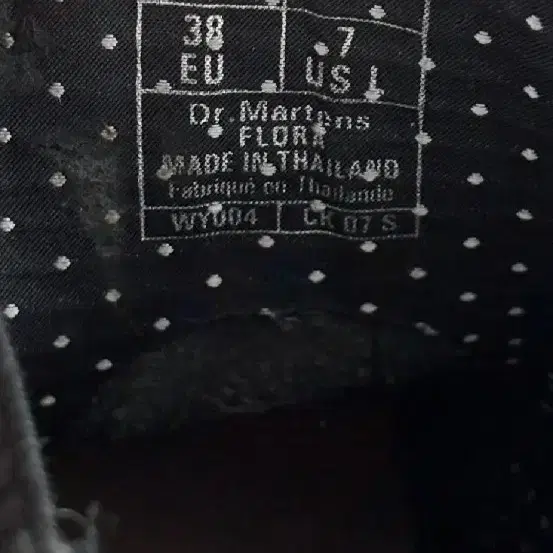 38 7
EU US L
Dr. Martens
FLORA
MADE IN THAILAND
Fabriqué en Thaïlande
WY004 CK 07 S